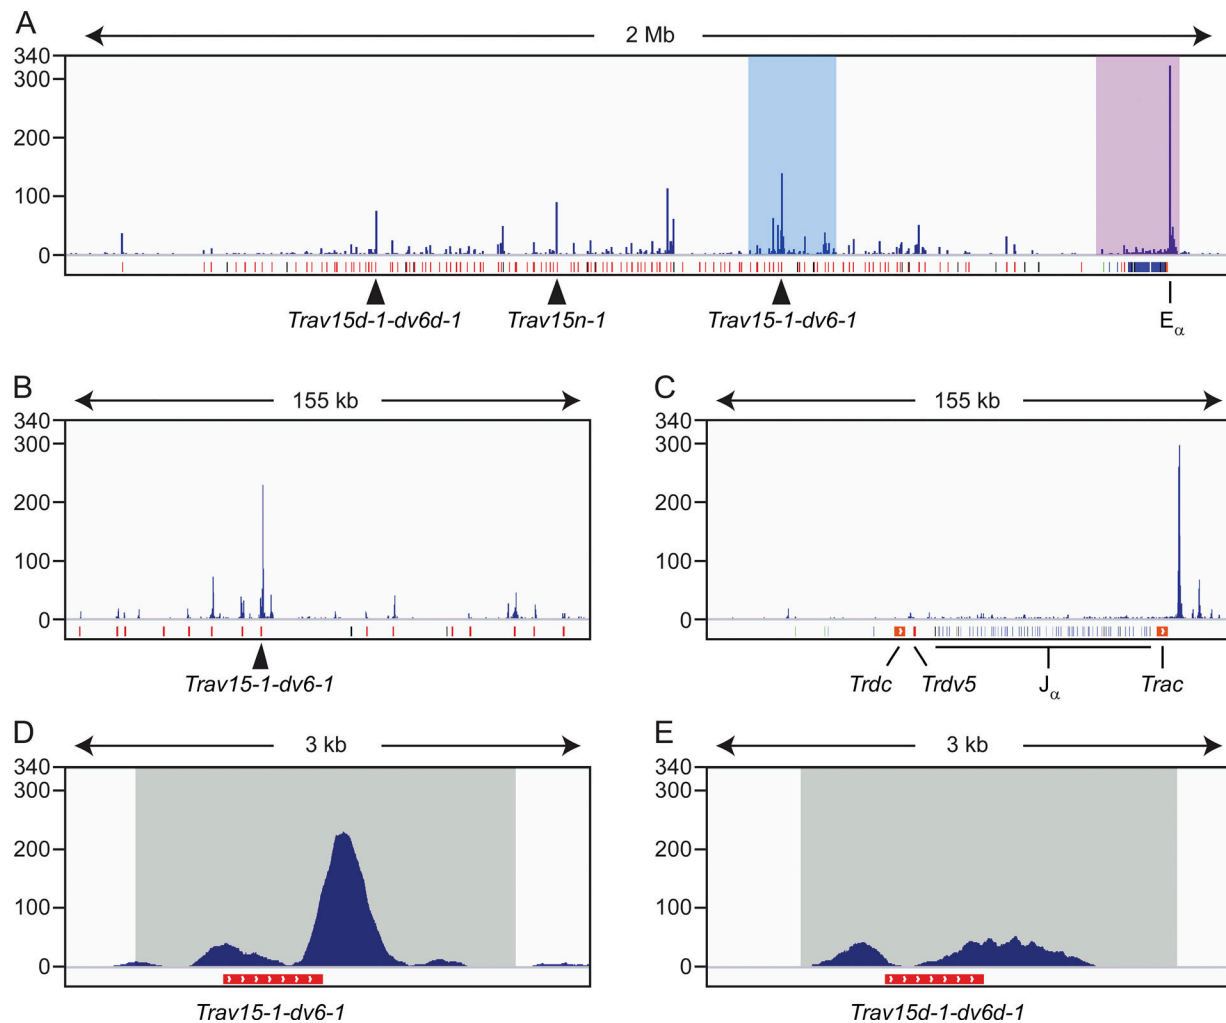 A
2 Mb
340
300
200
100
0
Trav15d-1-dv6d-1 Trav15n-1 Trav15-1-dv6-1 Eα
B
155 kb
340
300
200
100
0
Trav15-1-dv6-1
C
155 kb
340
300
200
100
0
Trdc Trdv5 Jα Trac
D
3 kb
340
300
200
100
0
Trav15-1-dv6-1
E
3 kb
340
300
200
100
0
Trav15d-1-dv6d-1